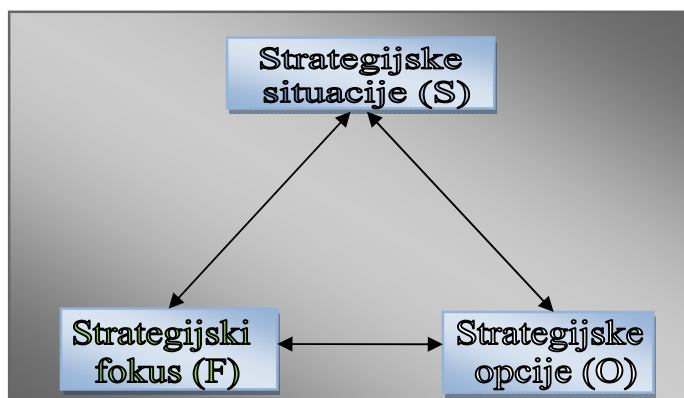 Strategijske
situacije (S)
Strategijski
fokus (F)
Strategijske
opcije (O)